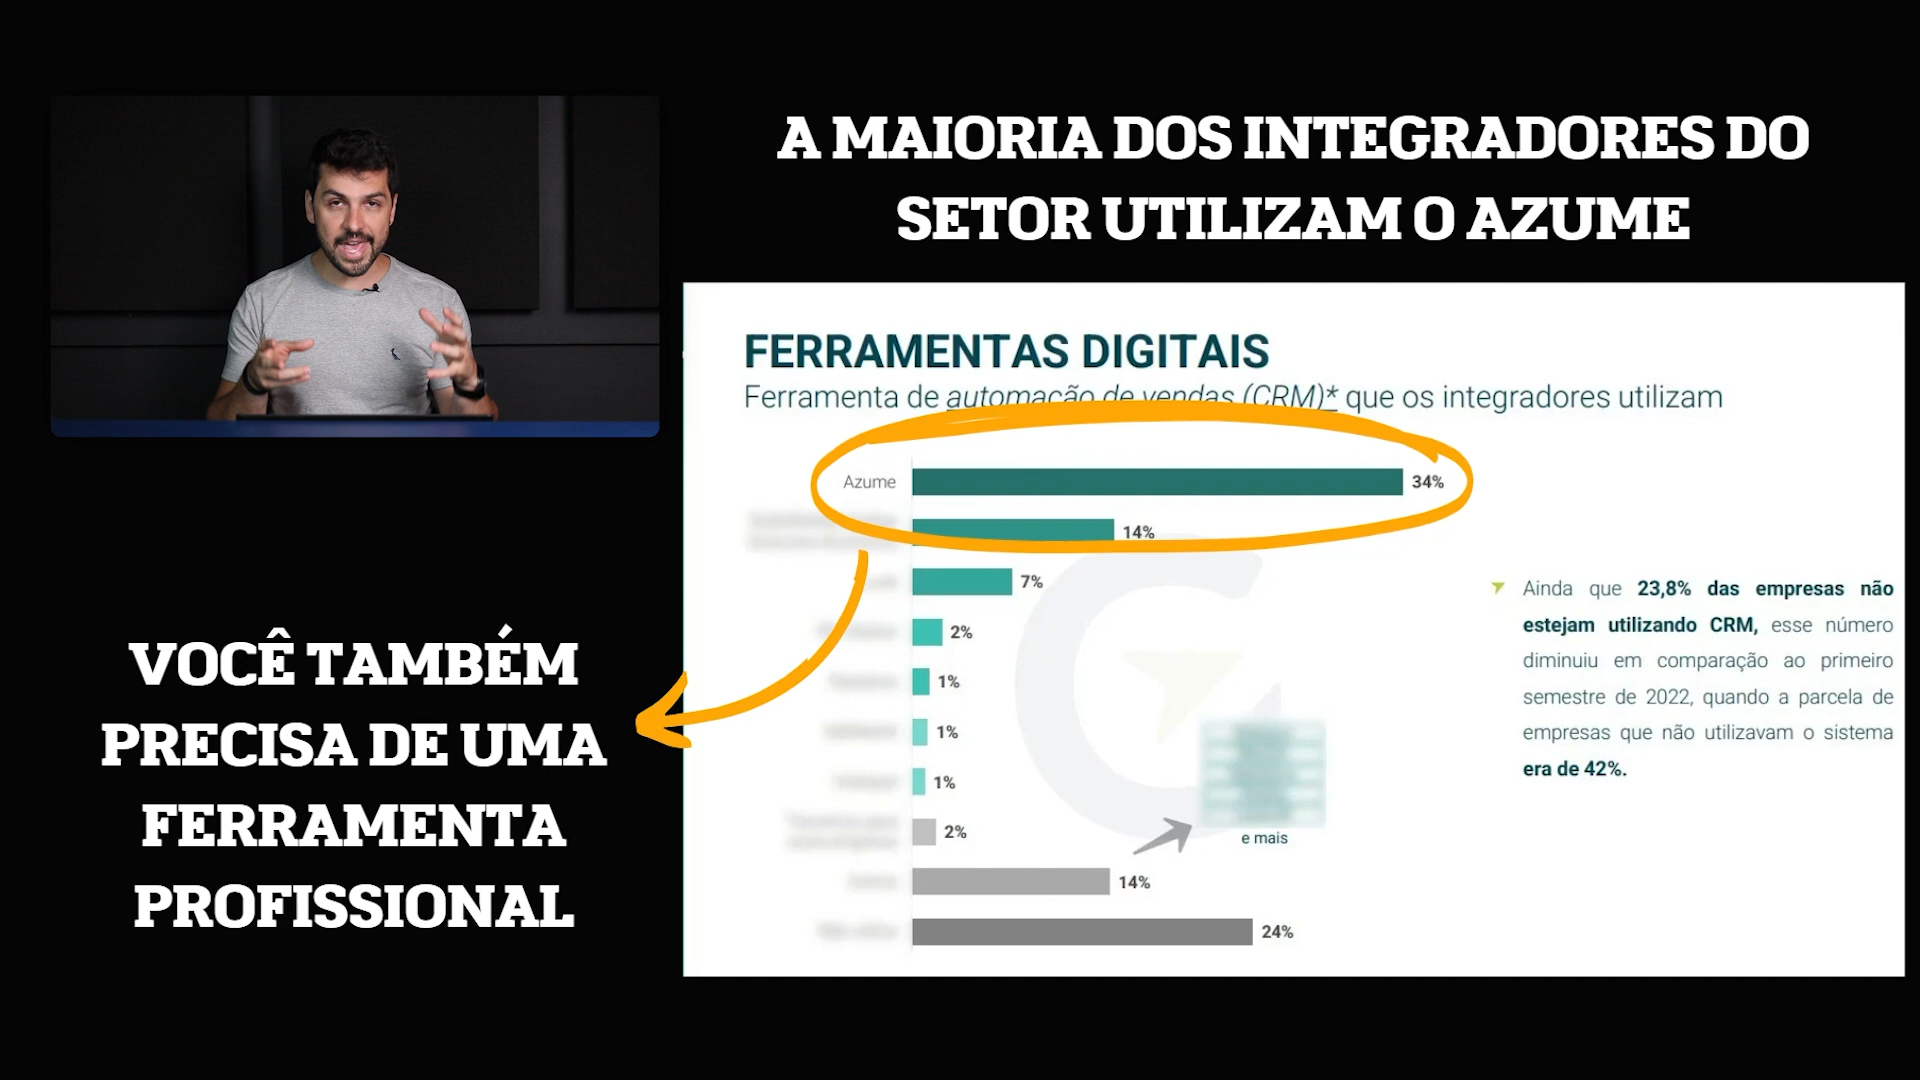 A MAIORIA DOS INTEGRADORES DO
SETOR UTILIZAM O AZUME
FERRAMENTAS DIGITAIS
Ferramenta de automação de vendas (CRM)* que os integradores utilizam
Azume 34%
14%
7%
2%
1%
1%
1%
2%
14%
24%
e mais
Ainda que 23,8% das empresas não
estejam utilizando CRM, esse número
diminuiu em comparação ao primeiro
semestre de 2022, quando a parcela de
empresas que não utilizavam o sistema
era de 42%.
VOCÊ TAMBÉM
PRECISA DE UMA
FERRAMENTA
PROFISSIONAL